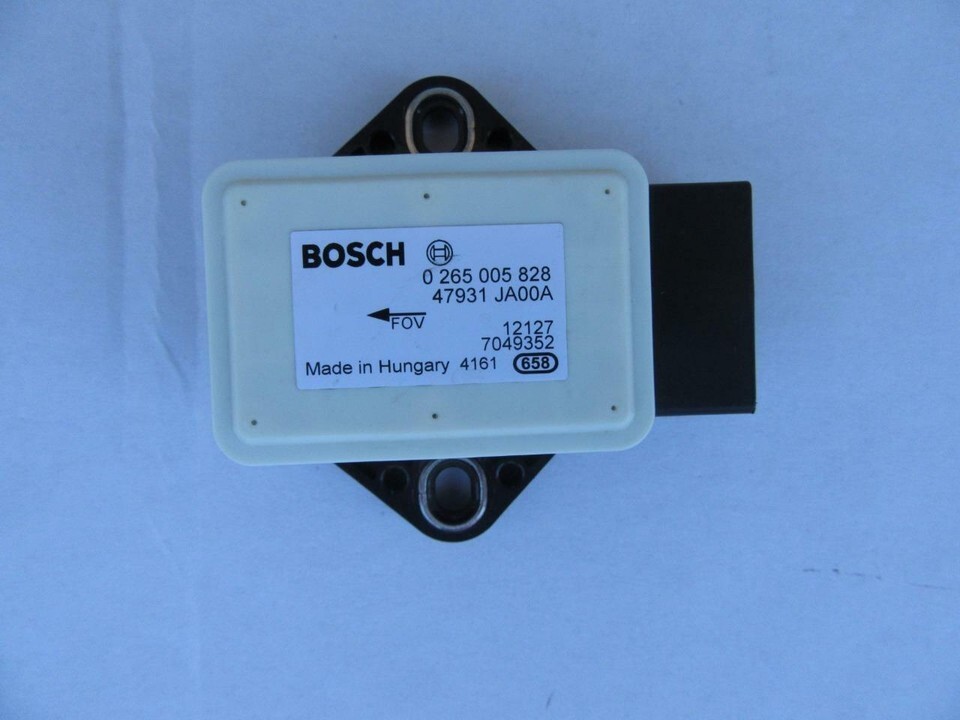 BOSCH
0 265 005 828
47931 JA00A
FOV
12127
7049352
Made in Hungary 4161 658